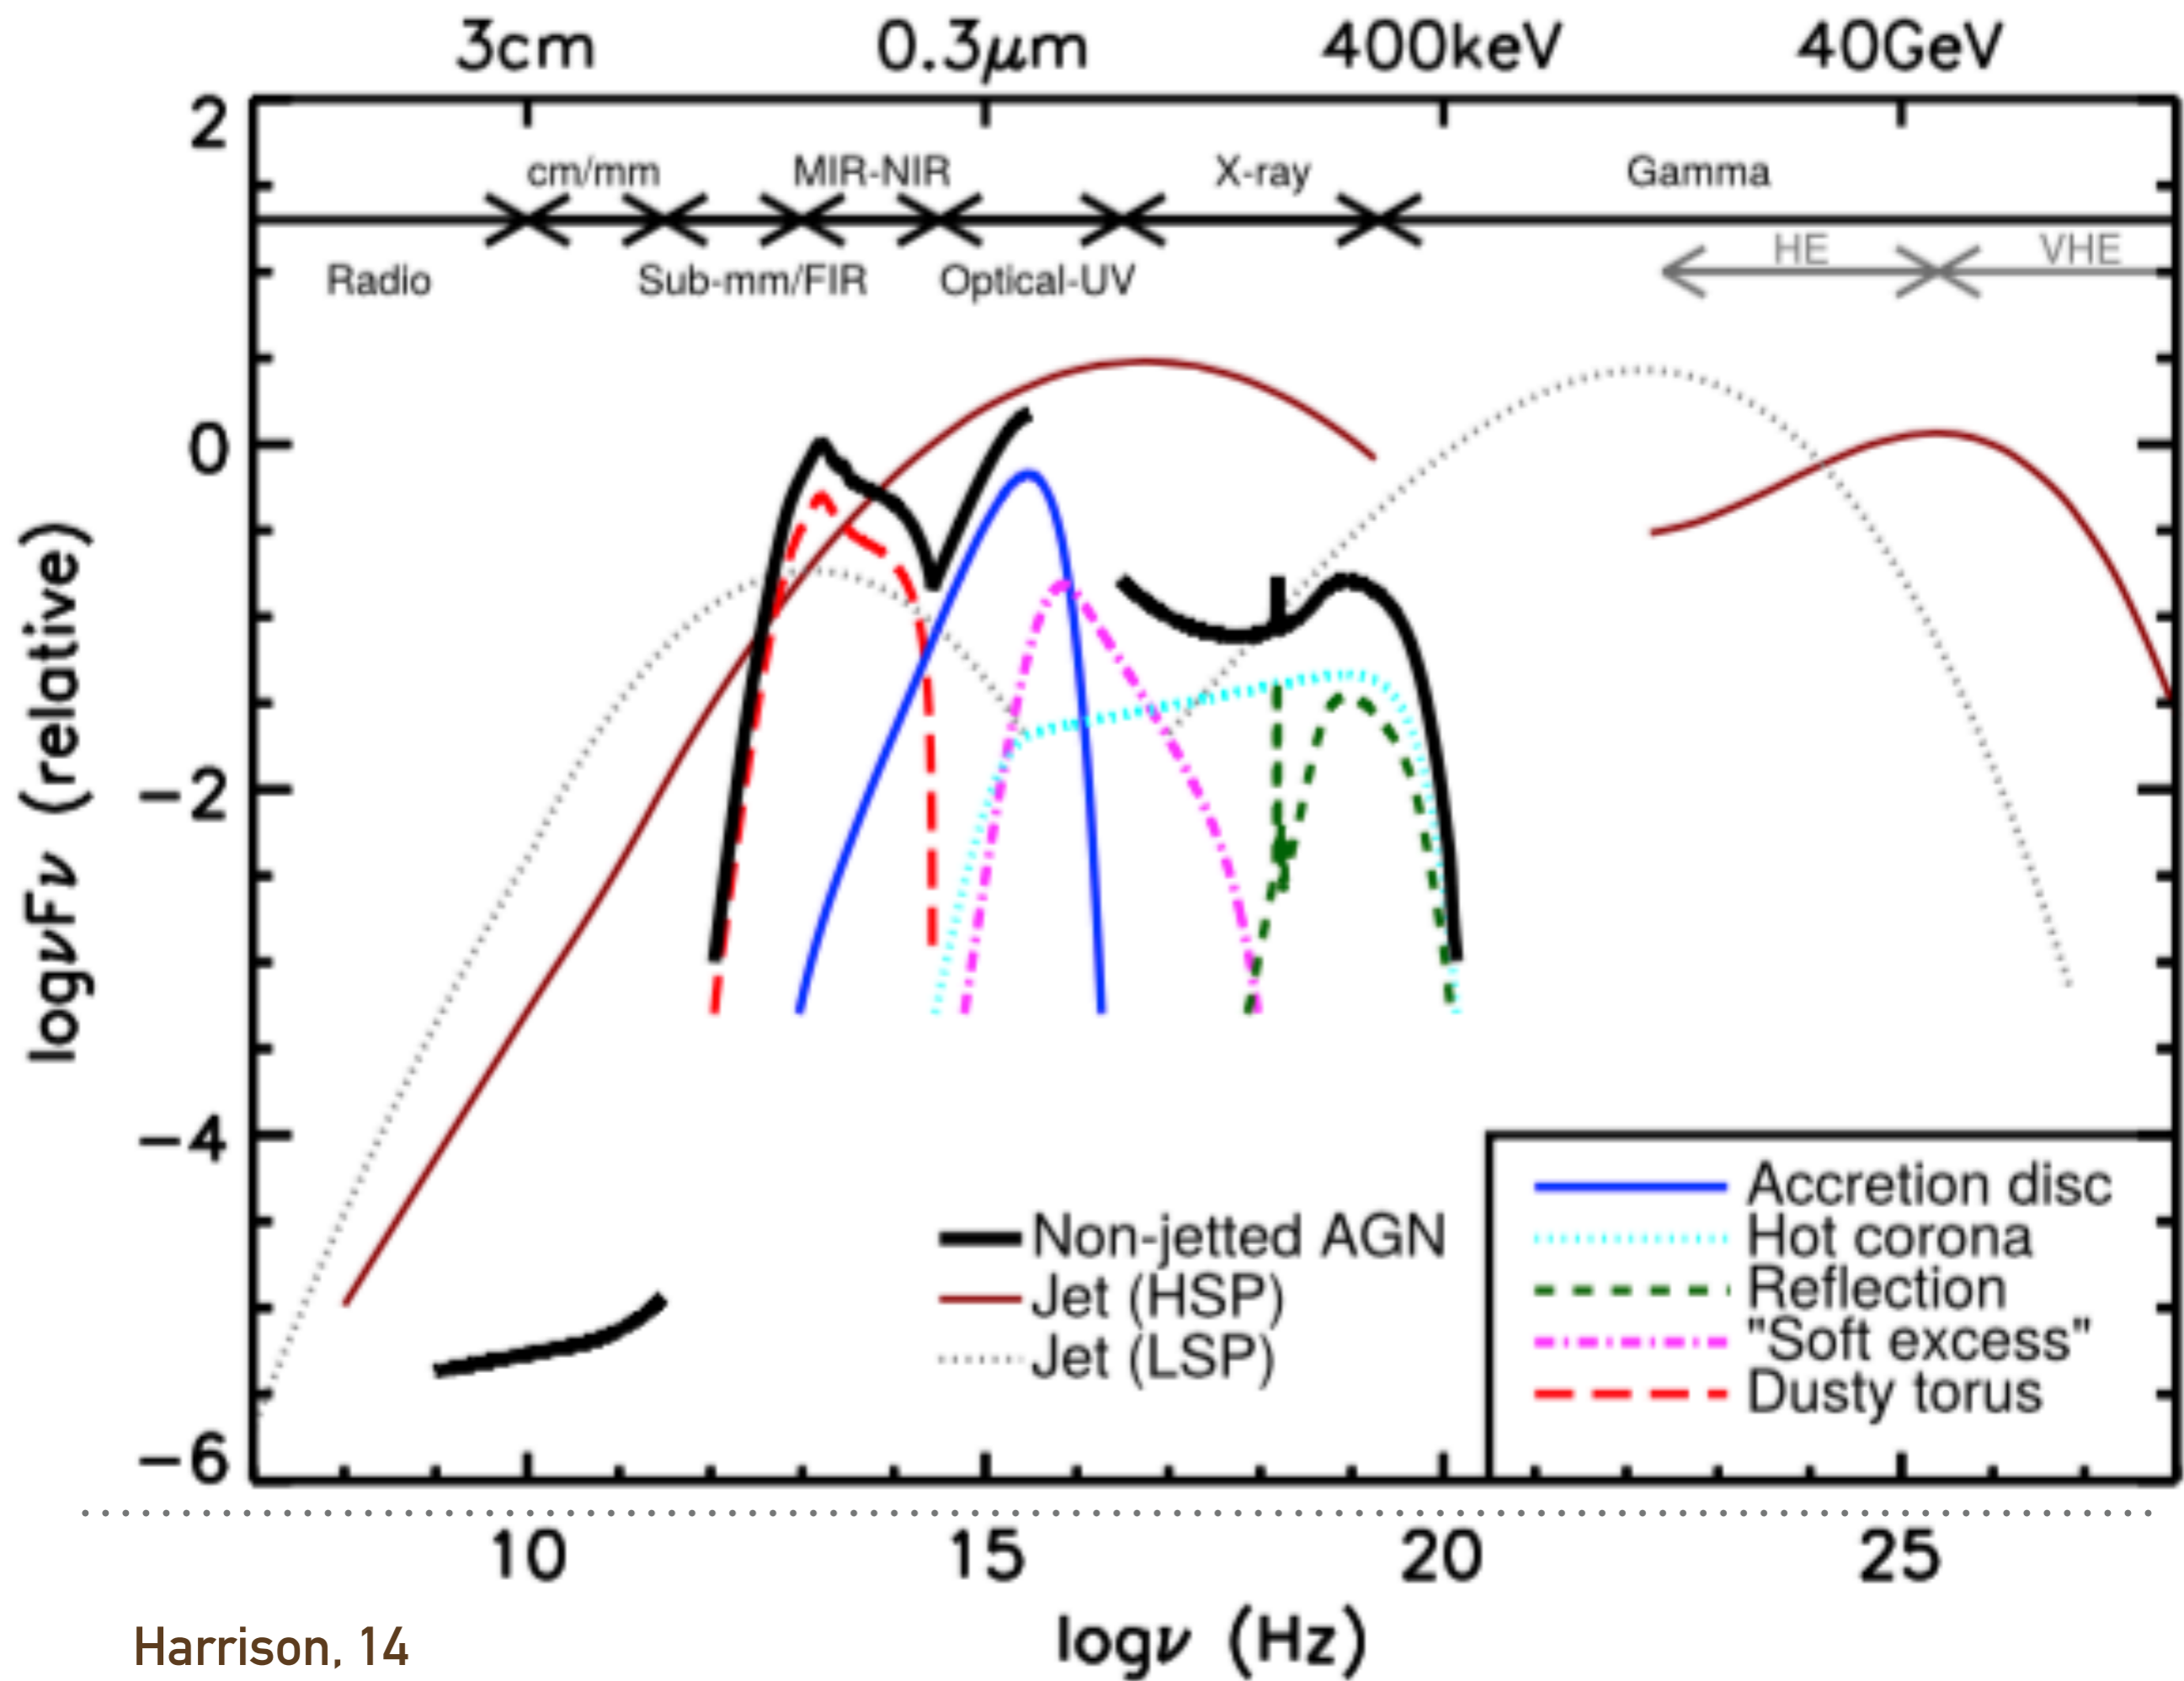 3cm 0.3μm 400keV 40GeV
2
cm/mm MIR-NIR X-ray Gamma
HE VHE
Radio Sub-mm/FIR Optical-UV
0
−2
−4
−6
logνFν (relative)
Non-jetted AGN
Jet (HSP)
Jet (LSP)
Accretion disc
Hot corona
Reflection
"Soft excess"
Dusty torus
10 15 20 25
logν (Hz)
Harrison, 14